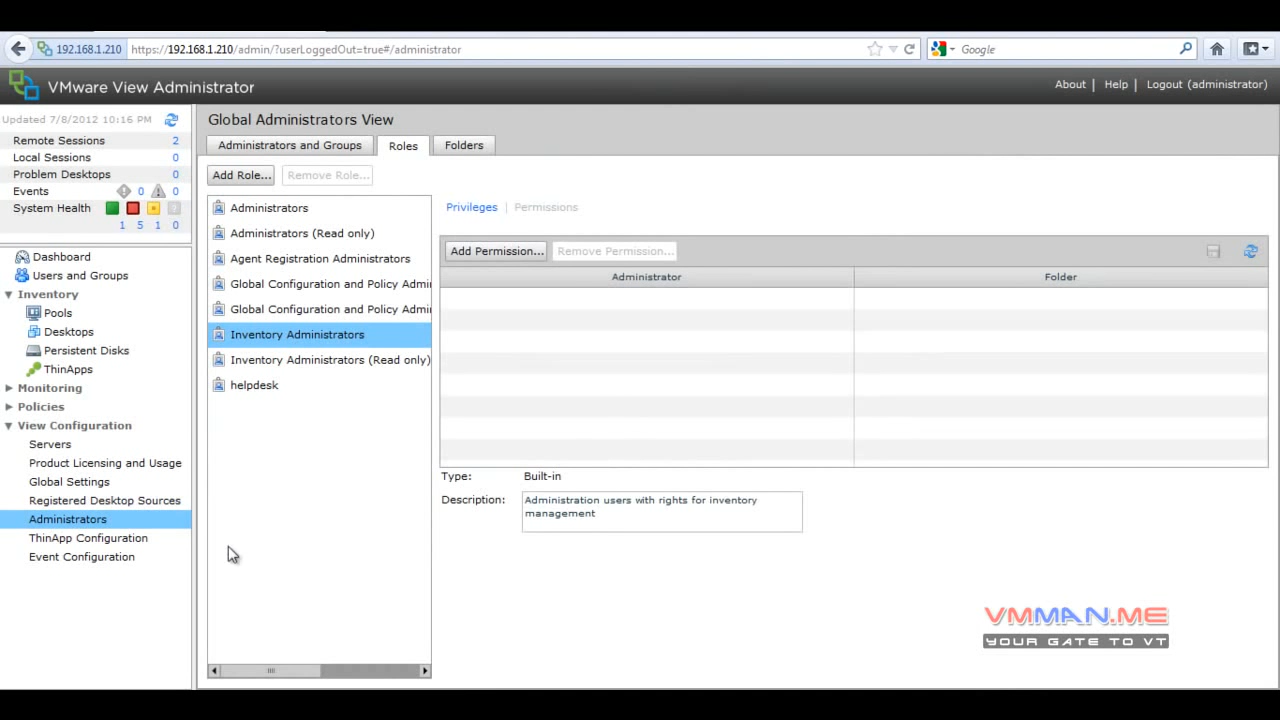 192.168.1.210
https://192.168.1.210/admin/?userLoggedOut=true#/administrator
Google
VMware View Administrator
About | Help | Logout (administrator)
Updated 7/8/2012 10:16 PM
Remote Sessions 2
Local Sessions 0
Problem Desktops 0
Events 0 0
System Health
1 5 1 0
Dashboard
Users and Groups
Inventory
Pools
Desktops
Persistent Disks
ThinApps
Monitoring
Policies
View Configuration
Servers
Product Licensing and Usage
Global Settings
Registered Desktop Sources
Administrators
ThinApp Configuration
Event Configuration
Global Administrators View
Administrators and Groups
Roles
Folders
Add Role...
Remove Role...
Administrators
Administrators (Read only)
Agent Registration Administrators
Global Configuration and Policy Admi
Global Configuration and Policy Admi
Inventory Administrators
Inventory Administrators (Read only)
helpdesk
Privileges | Permissions
Add Permission...
Remove Permission...
Administrator
Folder
Type: Built-in
Description: Administration users with rights for inventory
management
VMMAN.ME
YOUR GATE TO VT